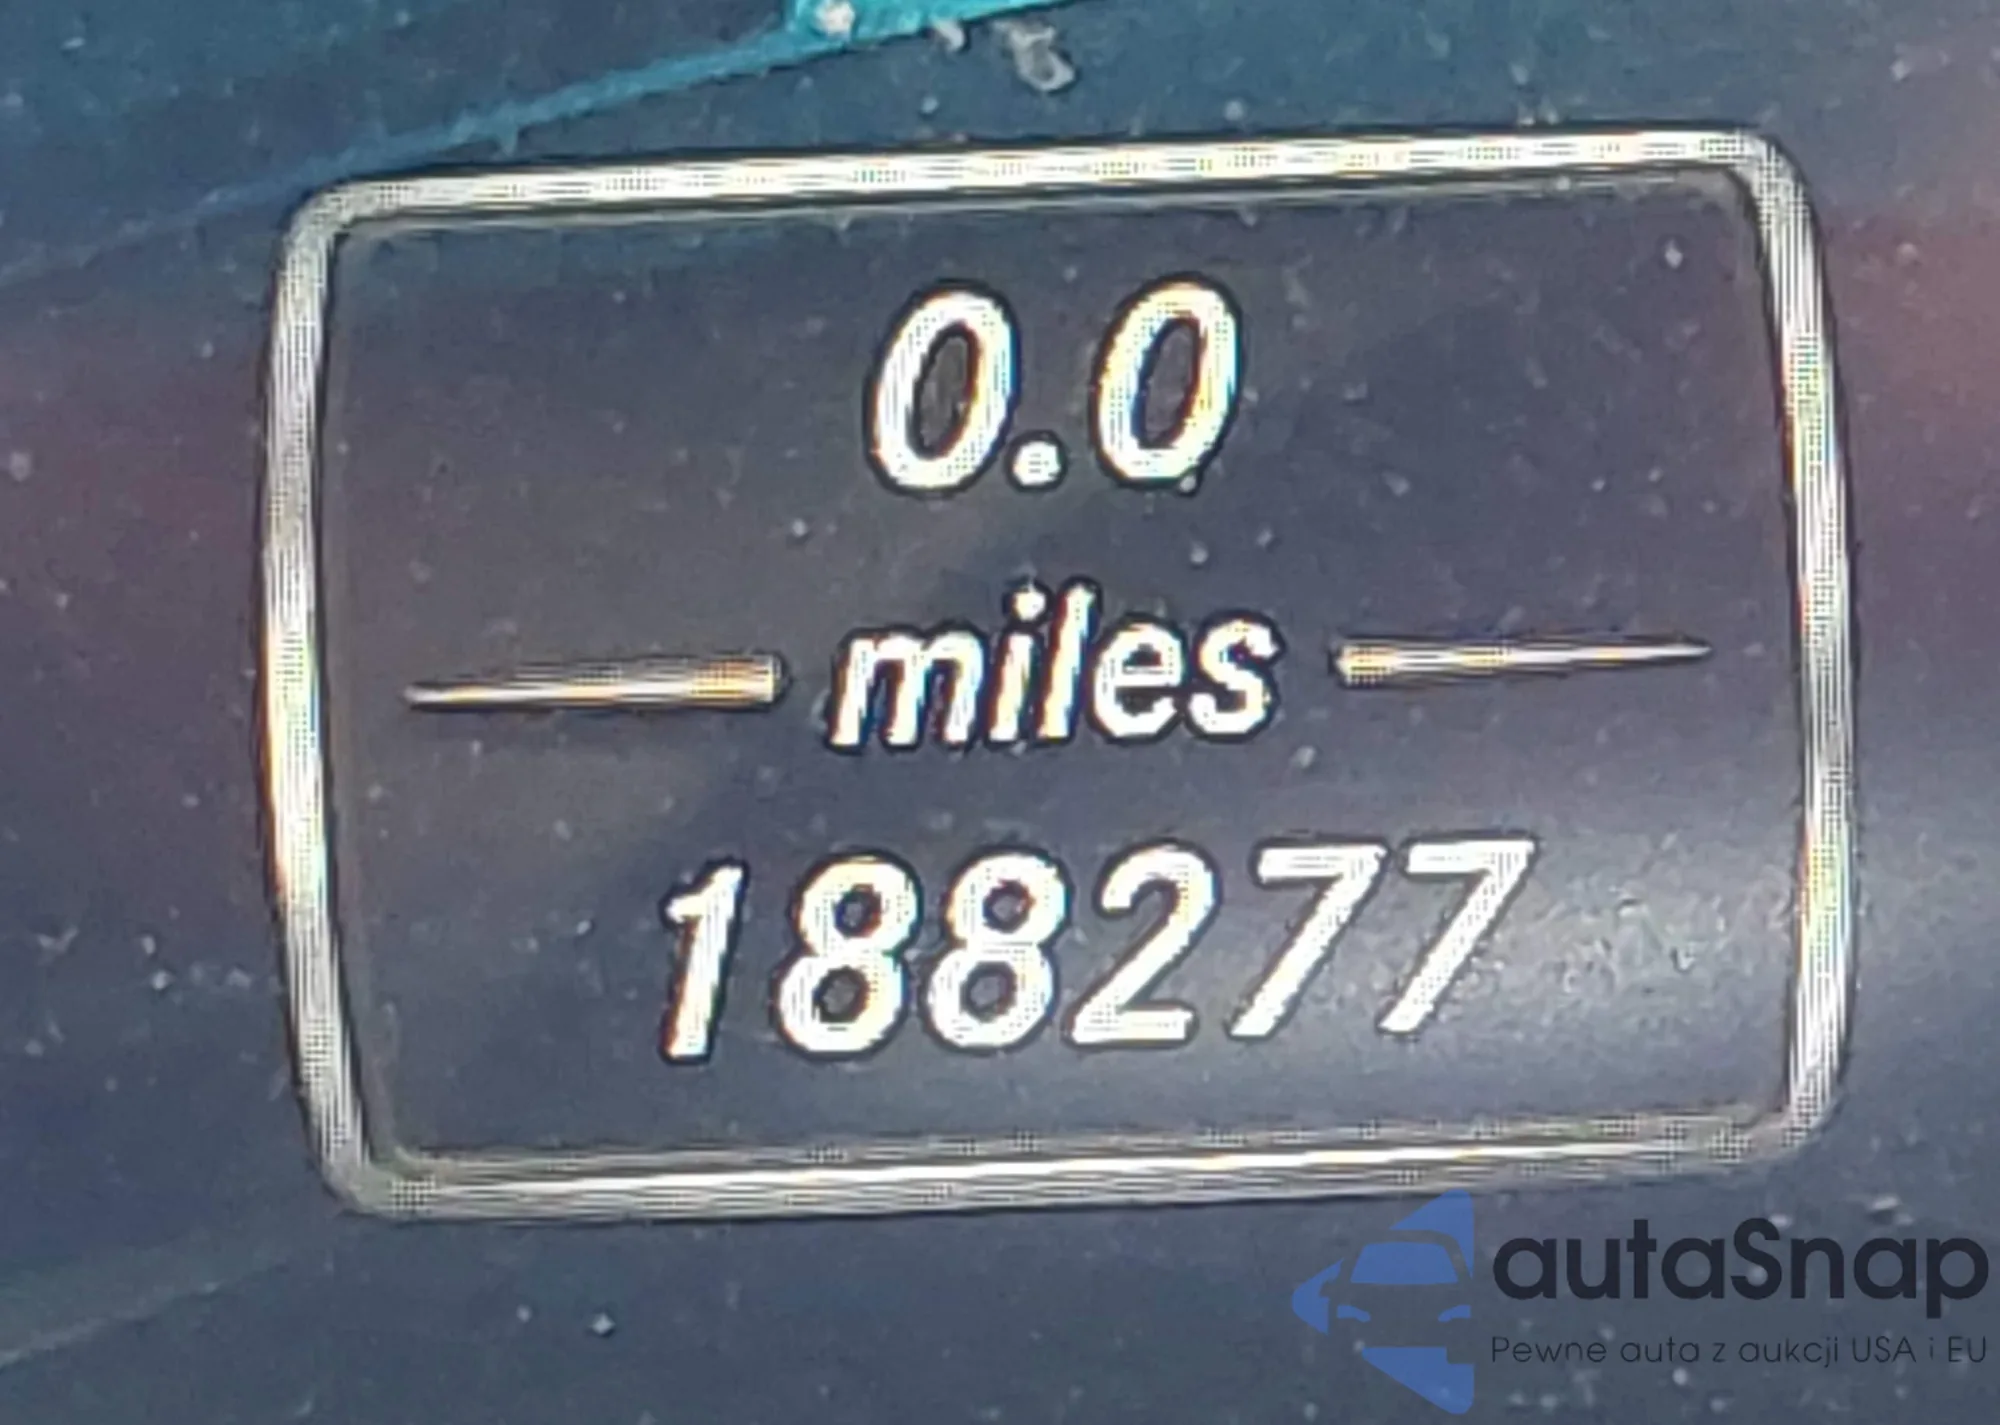 0.0
miles
188277
autaSnap
Pewne auta z aukcji USA i EU